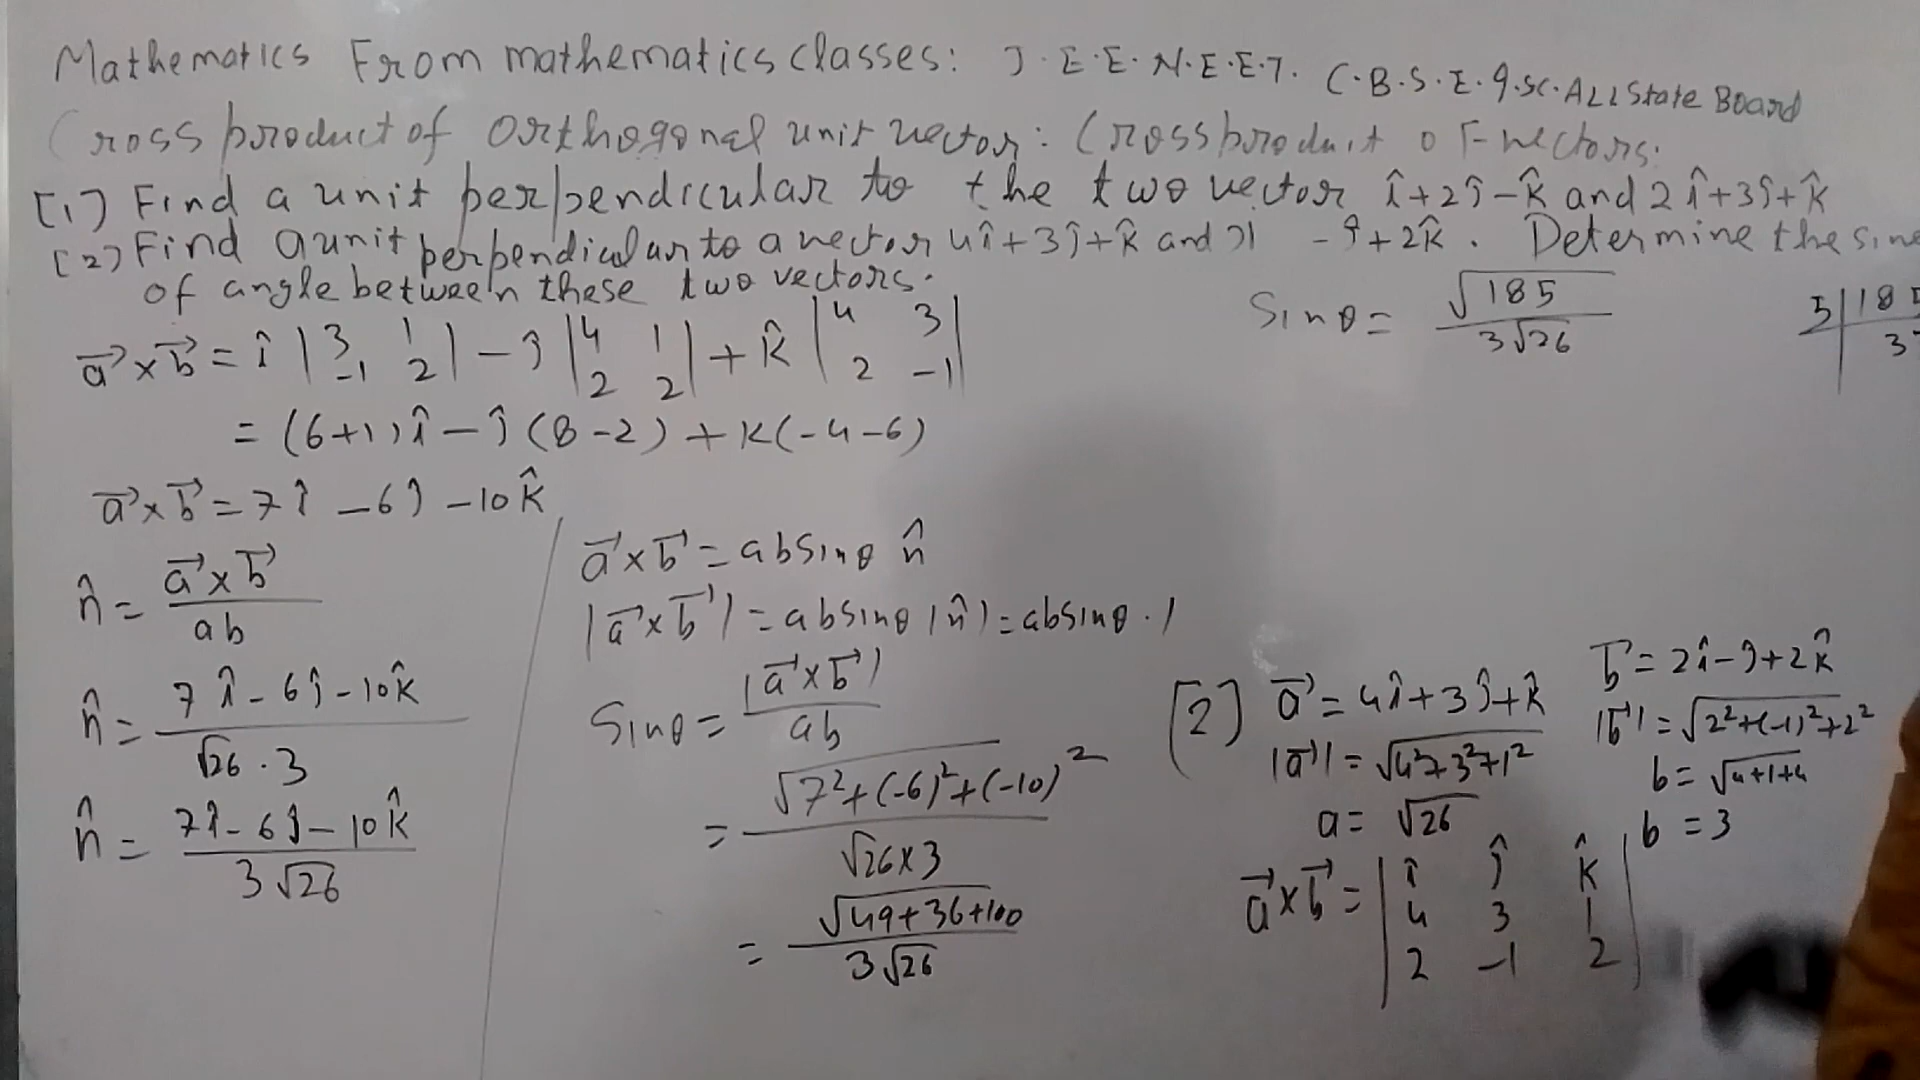 Mathematics From mathematics classes: J.E.E. N.E.E.T. C.B.S.E. 9.sc. ALL State Board
Cross product of orthogonal unit vector: Cross product of vectors.
[1] Find a unit perpendicular to the two vector î+2ĵ-k̂ and 2î+3ĵ+k̂
[2] Find a unit perpendicular to a vector 4î+3ĵ+k̂ and -ĵ+2k̂. Determine the sine
of angle between these two vectors.
a⃗×b⃗ = î |3 1; -1 2| - ĵ |4 1; 2 2| + k̂ |4 3; 2 -1|
= (6+1)î - ĵ(8-2) + k(-4-6)
a⃗×b⃗ = 7î - 6ĵ - 10k̂
n̂ = a⃗×b⃗ / ab
n̂ = 7î - 6ĵ - 10k̂ / √26 . 3
n̂ = 7î - 6ĵ - 10k̂ / 3√26
a⃗×b⃗ = ab sinθ n̂
|a⃗×b⃗| = ab sinθ |n̂| = ab sinθ . 1
Sinθ = |a⃗×b⃗| / ab
= √7²+(-6)²+(-10)² / √26×3
= √49+36+100 / 3√26
Sinθ = √185 / 3√26
5 | 185
3
[2] a⃗ = 4î+3ĵ+k̂
|a⃗| = √4²+3²+1²
a = √26
b⃗ = 2î-ĵ+2k̂
|b⃗| = √2²+(-1)²+2²
b = √4+1+4
b = 3
a⃗×b⃗ = | î ĵ k̂ |
4 3 1
2 -1 2